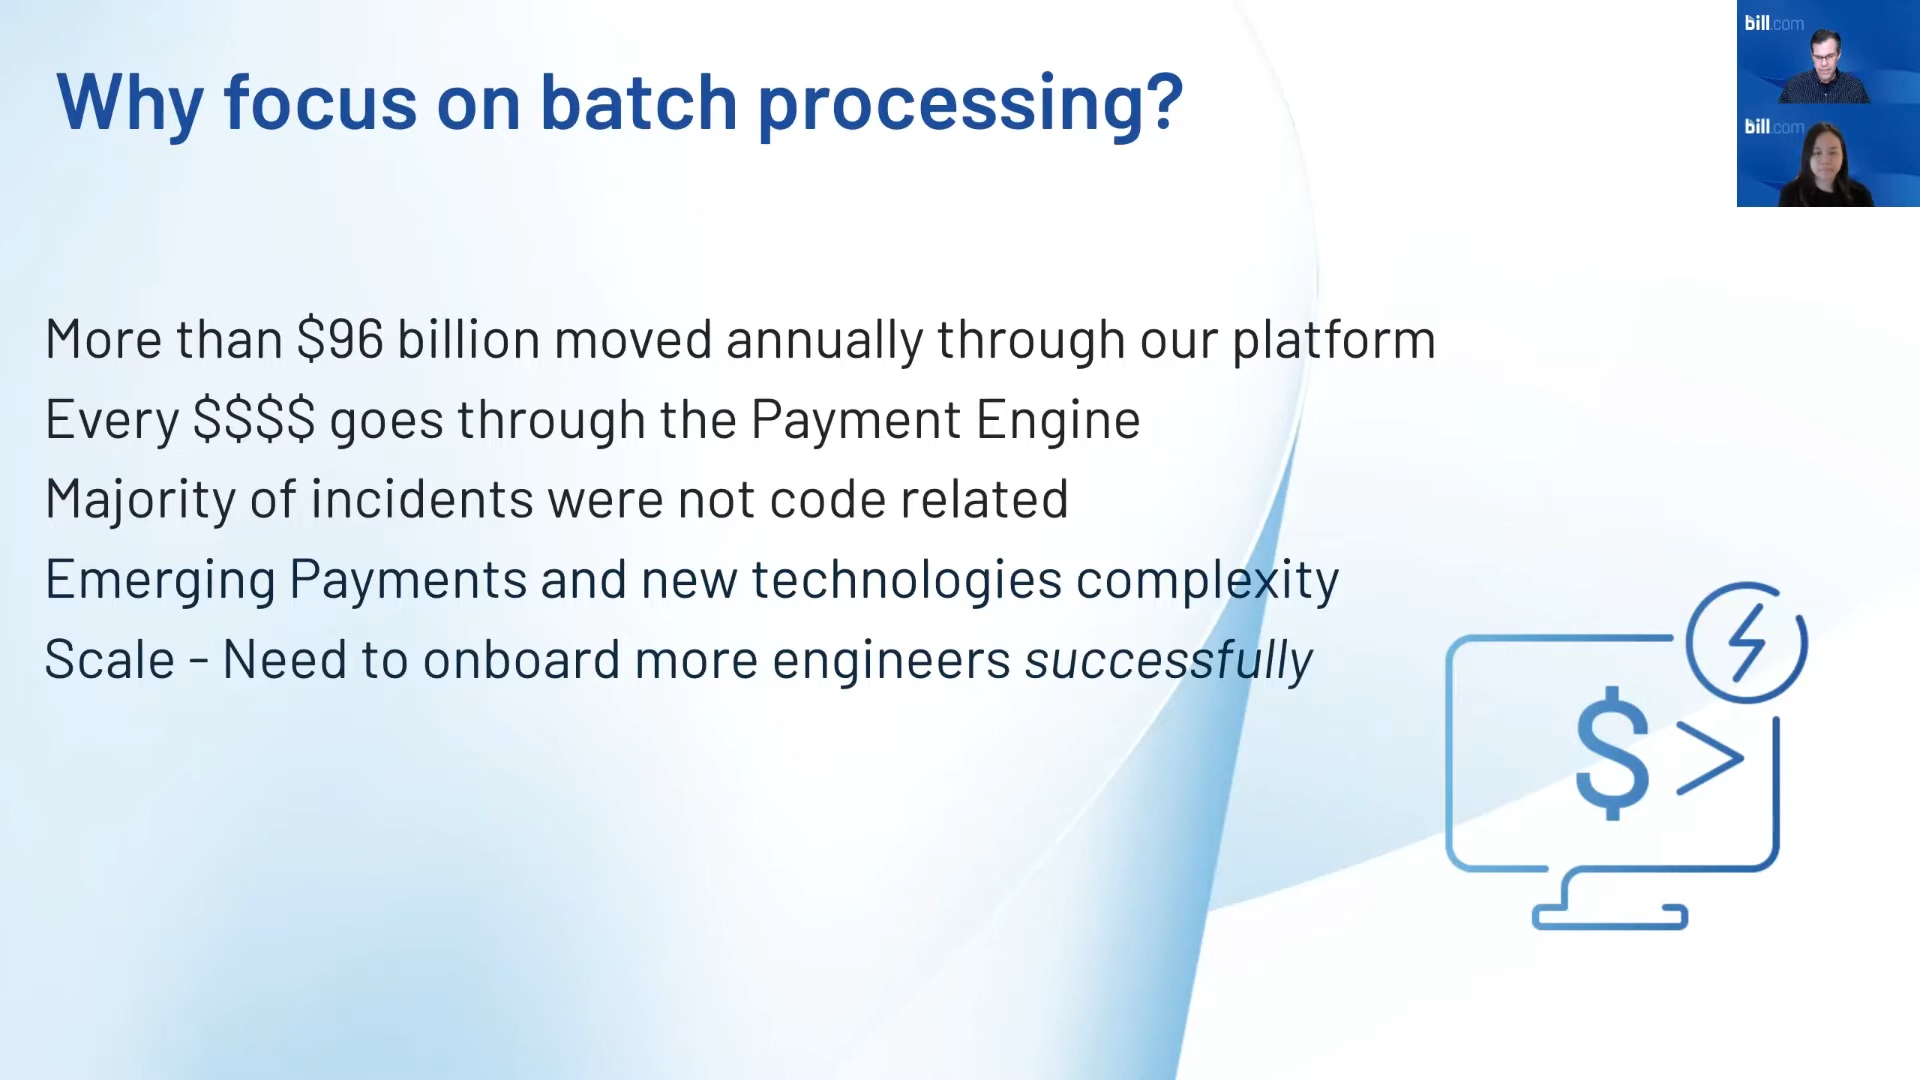 Why focus on batch processing?
bill.com
bill.com
More than $96 billion moved annually through our platform
Every $$$$ goes through the Payment Engine
Majority of incidents were not code related
Emerging Payments and new technologies complexity
Scale - Need to onboard more engineers successfully
$>